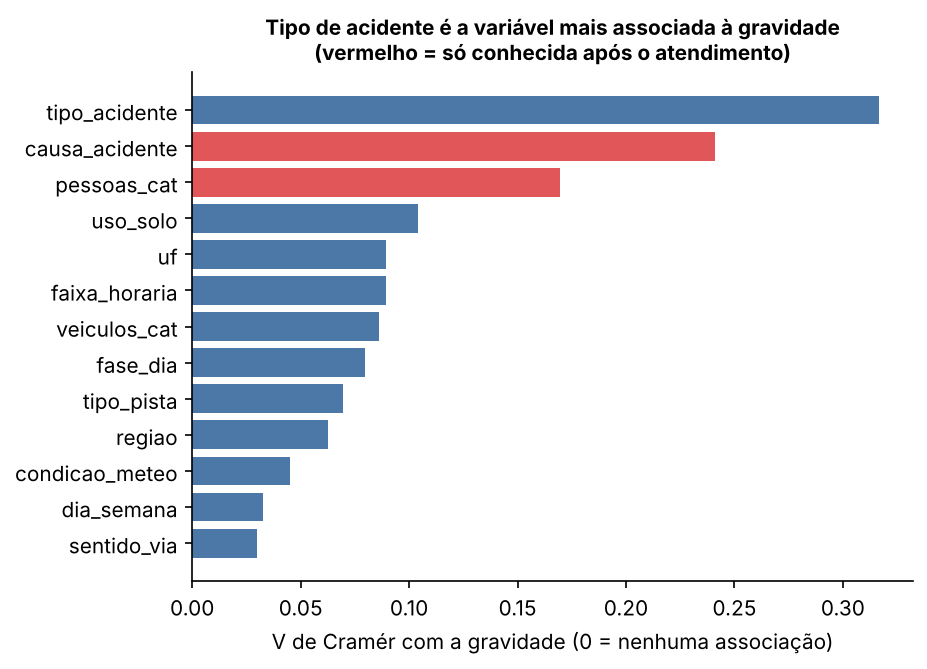 Tipo de acidente é a variável mais associada à gravidade
(vermelho = só conhecida após o atendimento)
tipo_acidente
causa_acidente
pessoas_cat
uso_solo
uf
faixa_horaria
veiculos_cat
fase_dia
tipo_pista
regiao
condicao_meteo
dia_semana
sentido_via
0.00 0.05 0.10 0.15 0.20 0.25 0.30
V de Cramér com a gravidade (0 = nenhuma associação)